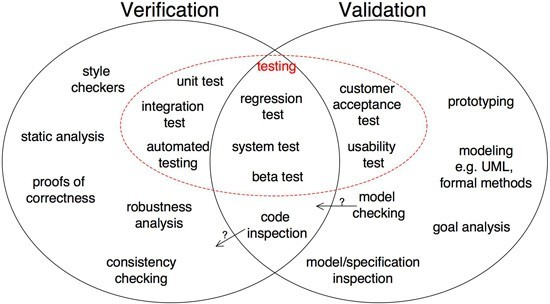 Verification
Validation
testing
style
checkers
unit test
integration
test
automated
testing
static analysis
proofs of
correctness
robustness
analysis
consistency
checking
regression
test
system test
beta test
code
inspection
?
?
customer
acceptance
test
usability
test
model
checking
prototyping
modeling
e.g. UML,
formal methods
goal analysis
model/specification
inspection